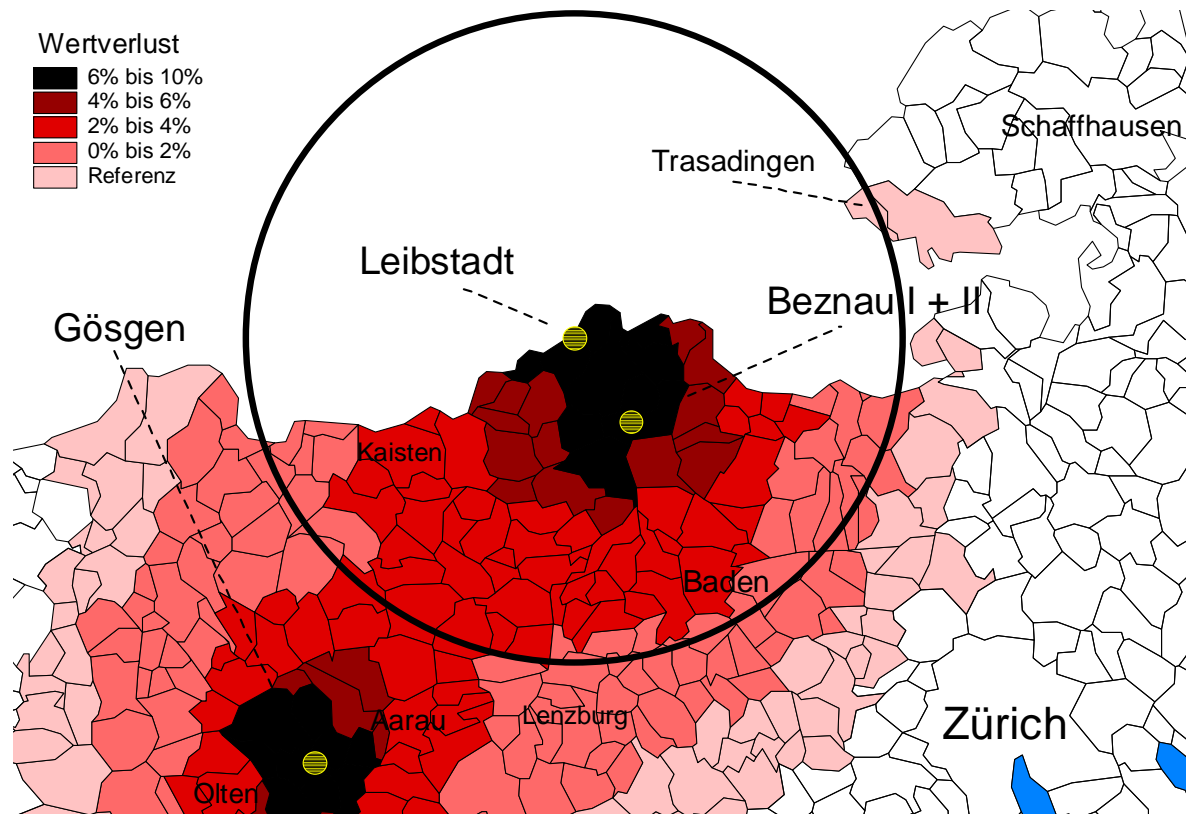 Wertverlust
6% bis 10%
4% bis 6%
2% bis 4%
0% bis 2%
Referenz
Schaffhausen
Trasadingen
Leibstadt
Beznau I + II
Gösgen
Kaisten
Baden
Aarau
Lenzburg
Zürich
Olten